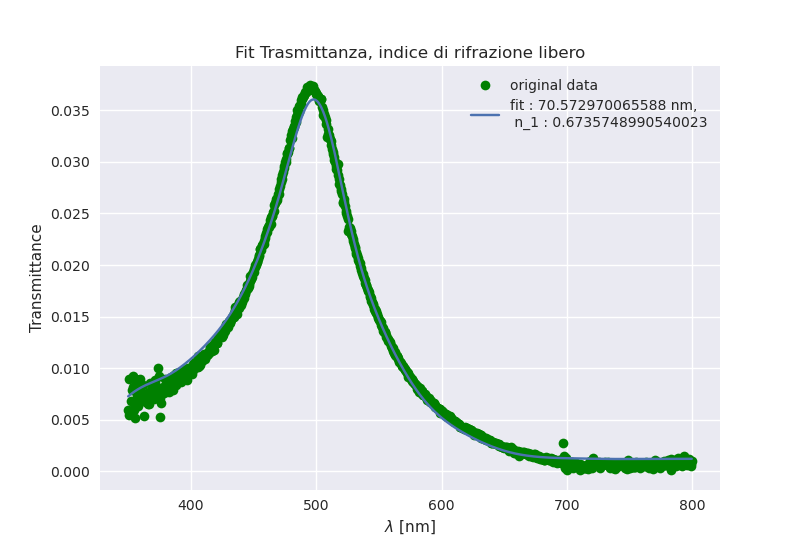 Fit Trasmittanza, indice di rifrazione libero
original data
fit : 70.572970065588 nm,
n_1 : 0.6735748990540023
Transmittance
0.035
0.030
0.025
0.020
0.015
0.010
0.005
0.000
400
500
600
700
800
λ [nm]